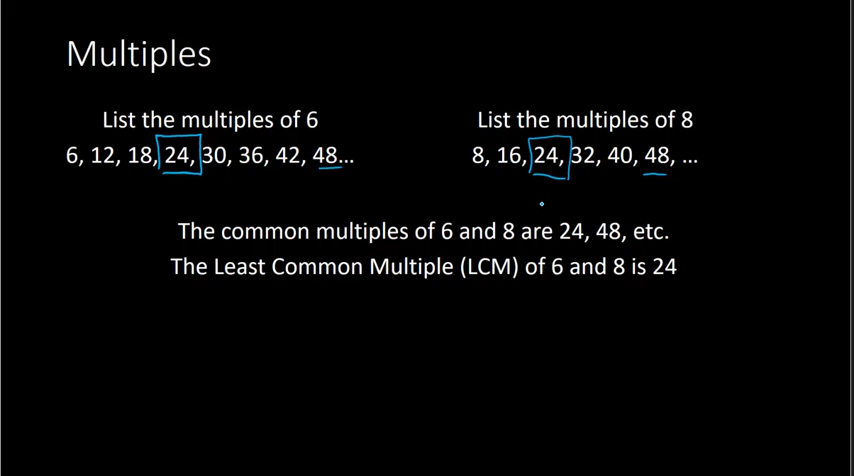 Multiples
List the multiples of 6
6, 12, 18, 24, 30, 36, 42, 48...
List the multiples of 8
8, 16, 24, 32, 40, 48, ...
The common multiples of 6 and 8 are 24, 48, etc.
The Least Common Multiple (LCM) of 6 and 8 is 24